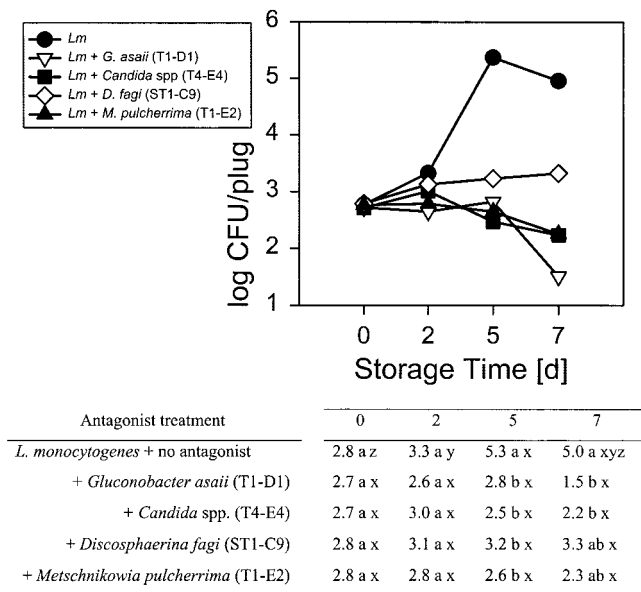 Lm
Lm + G. asaii (T1-D1)
Lm + Candida spp (T4-E4)
Lm + D. fagi (ST1-C9)
Lm + M. pulcherrima (T1-E2)
log CFU/plug
6
5
4
3
2
1
0 2 5 7
Storage Time [d]
Antagonist treatment 0 2 5 7
L. monocytogenes + no antagonist 2.8 a z 3.3 a y 5.3 a x 5.0 a xyz
+ Gluconobacter asaii (T1-D1) 2.7 a x 2.6 a x 2.8 b x 1.5 b x
+ Candida spp. (T4-E4) 2.7 a x 3.0 a x 2.5 b x 2.2 b x
+ Discosphaerina fagi (ST1-C9) 2.8 a x 3.1 a x 3.2 b x 3.3 ab x
+ Metschnikowia pulcherrima (T1-E2) 2.8 a x 2.8 a x 2.6 b x 2.3 ab x